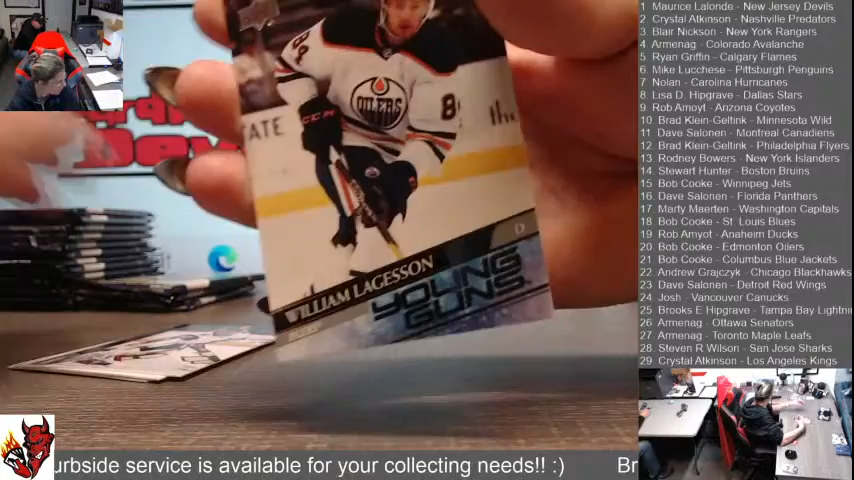 1 Maurice Lalonde - New Jersey Devils
2 Crystal Atkinson - Nashville Predators
3 Blair Nickson - New York Rangers
4 Armenag - Colorado Avalanche
5 Ryan Griffin - Calgary Flames
6 Mike Lucchese - Pittsburgh Penguins
7 Nolan - Carolina Hurricanes
8 Lisa D. Hipgrave - Dallas Stars
9 Rob Amoyt - Arizona Coyotes
10 Brad Klein-Geltink - Minnesota Wild
11 Dave Salonen - Montreal Canadiens
12 Brad Klein-Geltink - Philadelphia Flyers
13 Rodney Bowers - New York Islanders
14 Stewart Hunter - Boston Bruins
15 Bob Cooke - Winnipeg Jets
16 Dave Salonen - Florida Panthers
17 Marty Maerten - Washington Capitals
18 Bob Cooke - St. Louis Blues
19 Rob Amyot - Anaheim Ducks
20 Bob Cooke - Edmonton Oilers
21 Bob Cooke - Columbus Blue Jackets
22 Andrew Grajczyk - Chicago Blackhawks
23 Dave Salonen - Detroit Red Wings
24 Josh - Vancouver Canucks
25 Brooks E Hipgrave - Tampa Bay Lightni
26 Armenag - Ottawa Senators
27 Armenag - Toronto Maple Leafs
28 Steven R Wilson - San Jose Sharks
29 Crystal Atkinson - Los Angeles Kings
84
OILERS
8
CCM
TATE
D
WILLIAM LAGESSON
YOUNG
GUNS
urbside service is available for your collecting needs!! :) Br